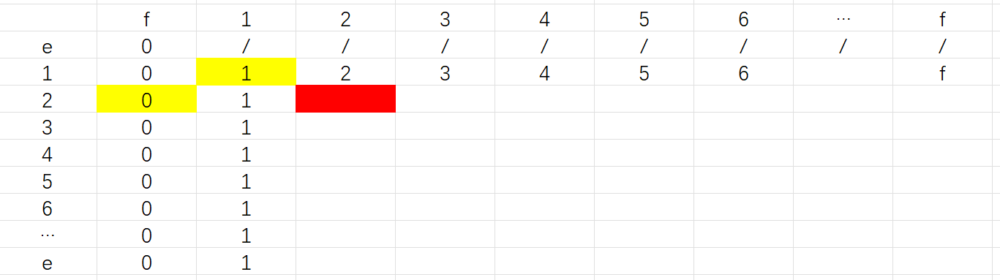 f 1 2 3 4 5 6 … f
e 0 / / / / / / / /
1 0 1 2 3 4 5 6 f
2 0 1
3 0 1
4 0 1
5 0 1
6 0 1
… 0 1
e 0 1